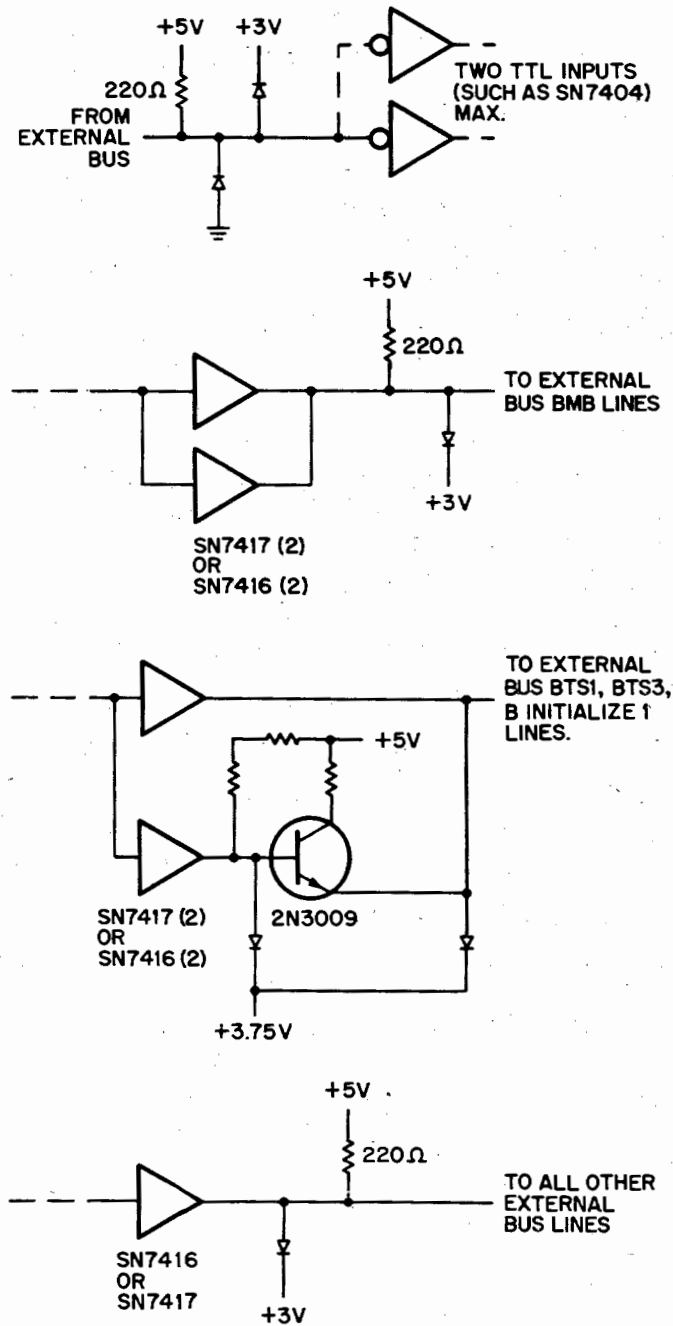 +5V
+3V
220Ω
FROM
EXTERNAL
BUS
TWO TTL INPUTS
(SUCH AS SN7404)
MAX.
+5V
220Ω
TO EXTERNAL
BUS BMB LINES
+3V
SN7417 (2)
OR
SN7416 (2)
TO EXTERNAL
BUS BTS1, BTS3,
B INITIALIZE 1
LINES.
+5V
2N3009
SN7417 (2)
OR
SN7416 (2)
+3.75V
+5V
220Ω
TO ALL OTHER
EXTERNAL
BUS LINES
SN7416
OR
SN7417
+3V